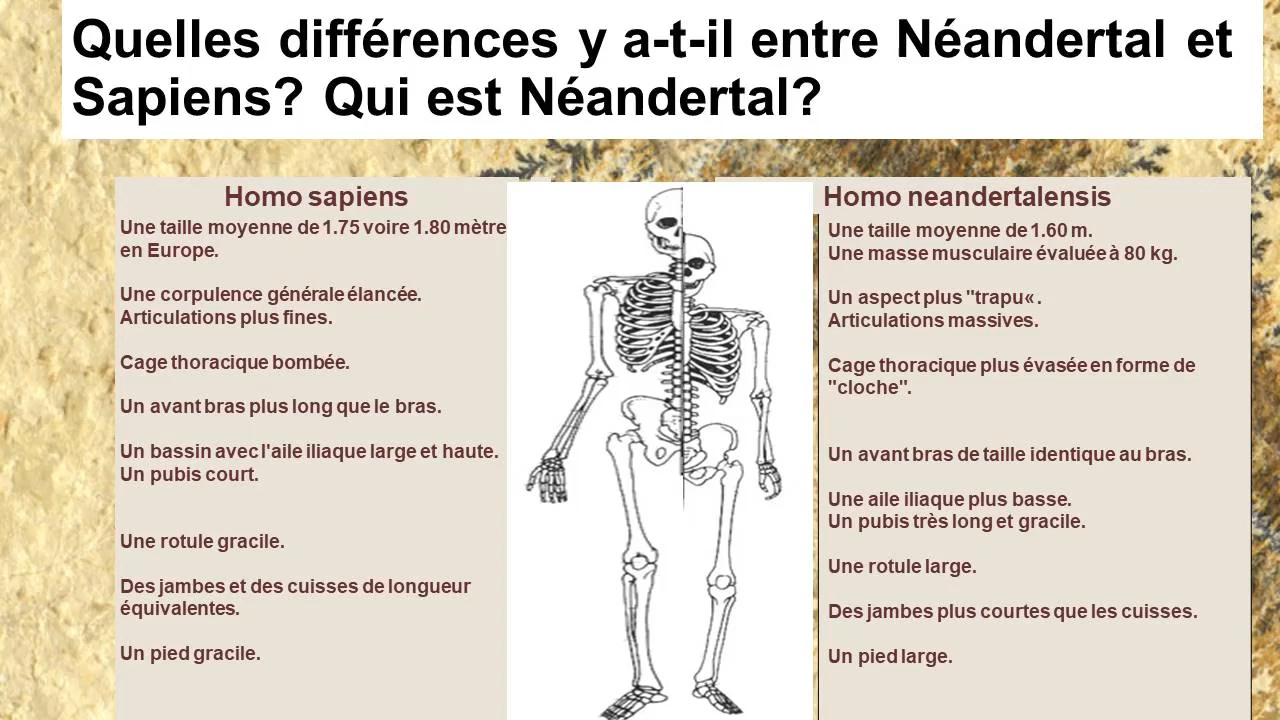 Quelles différences y a-t-il entre Néandertal et
Sapiens? Qui est Néandertal?
Homo sapiens
Une taille moyenne de 1.75 voire 1.80 mètre
en Europe.
Une corpulence générale élancée.
Articulations plus fines.
Cage thoracique bombée.
Un avant bras plus long que le bras.
Un bassin avec l'aile iliaque large et haute.
Un pubis court.
Une rotule gracile.
Des jambes et des cuisses de longueur
équivalentes.
Un pied gracile.
Homo neandertalensis
Une taille moyenne de 1.60 m.
Une masse musculaire évaluée à 80 kg.
Un aspect plus "trapu« .
Articulations massives.
Cage thoracique plus évasée en forme de
"cloche".
Un avant bras de taille identique au bras.
Une aile iliaque plus basse.
Un pubis très long et gracile.
Une rotule large.
Des jambes plus courtes que les cuisses.
Un pied large.